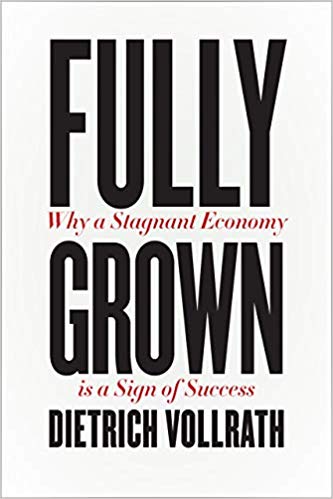 FULLY
Why a Stagnant Economy
GROWN
is a Sign of Success
DIETRICH VOLLRATH